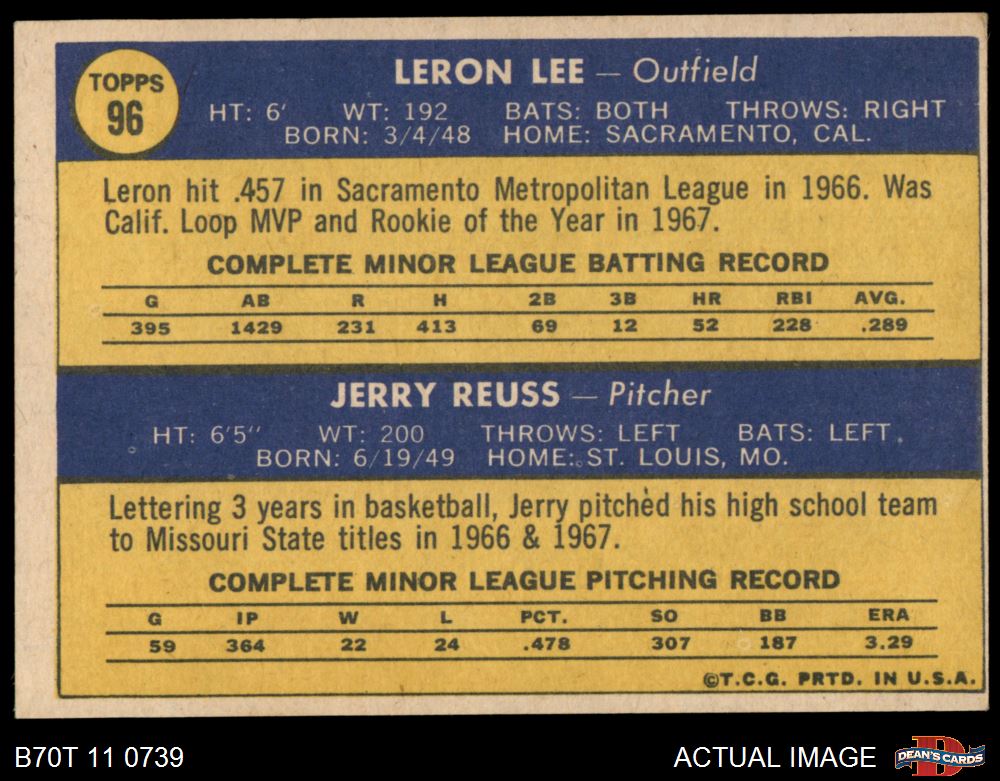 TOPPS
96
LERON LEE — Outfield
HT: 6' WT: 192 BATS: BOTH THROWS: RIGHT
BORN: 3/4/48 HOME: SACRAMENTO, CAL.
Leron hit .457 in Sacramento Metropolitan League in 1966. Was
Calif. Loop MVP and Rookie of the Year in 1967.
COMPLETE MINOR LEAGUE BATTING RECORD
G AB R H 2B 3B HR RBI AVG.
395 1429 231 413 69 12 52 228 .289
JERRY REUSS — Pitcher
HT: 6'5" WT: 200 THROWS: LEFT BATS: LEFT
BORN: 6/19/49 HOME: ST. LOUIS, MO.
Lettering 3 years in basketball, Jerry pitched his high school team
to Missouri State titles in 1966 & 1967.
COMPLETE MINOR LEAGUE PITCHING RECORD
G IP W L PCT. SO BB ERA
59 364 22 24 .478 307 187 3.29
©T.C.G. PRTD. IN U.S.A.
B70T 11 0739
ACTUAL IMAGE
D
DEAN'S CARDS